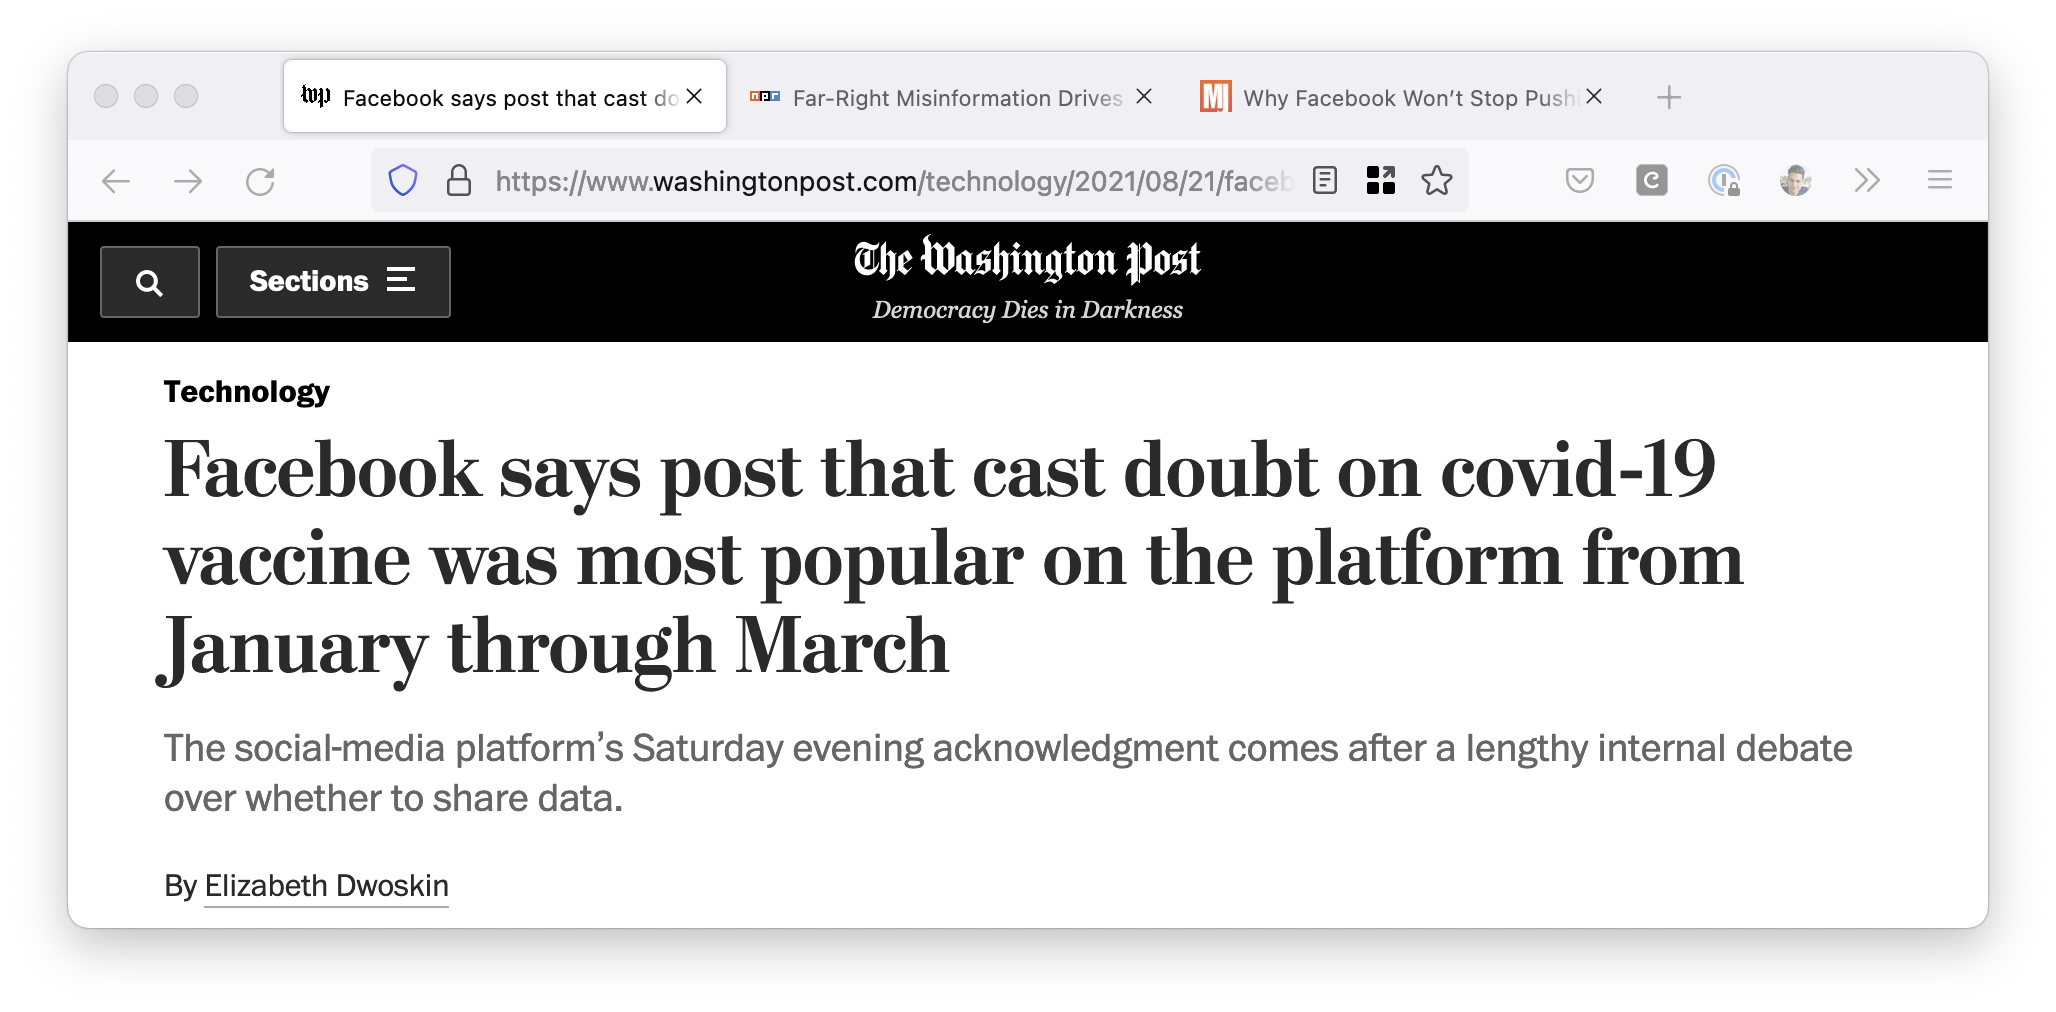 Facebook says post that cast do
Far-Right Misinformation Drives
Why Facebook Won't Stop Pushi
https://www.washingtonpost.com/technology/2021/08/21/faceb
Sections
The Washington Post
Democracy Dies in Darkness
Technology
Facebook says post that cast doubt on covid-19
vaccine was most popular on the platform from
January through March
The social-media platform’s Saturday evening acknowledgment comes after a lengthy internal debate
over whether to share data.
By Elizabeth Dwoskin